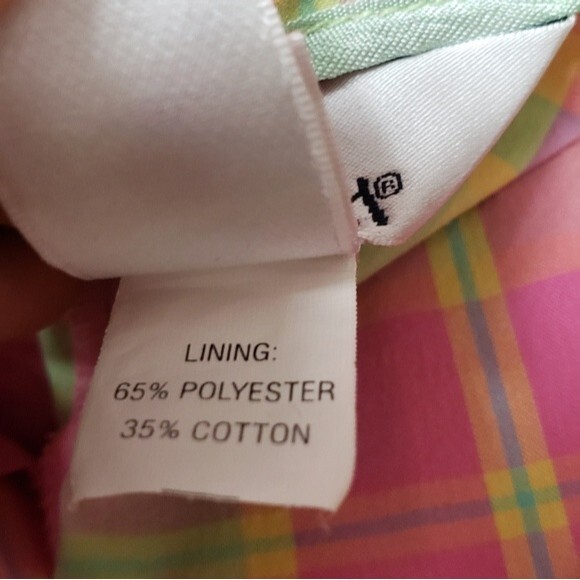 t®
LINING:
65% POLYESTER
35% COTTON